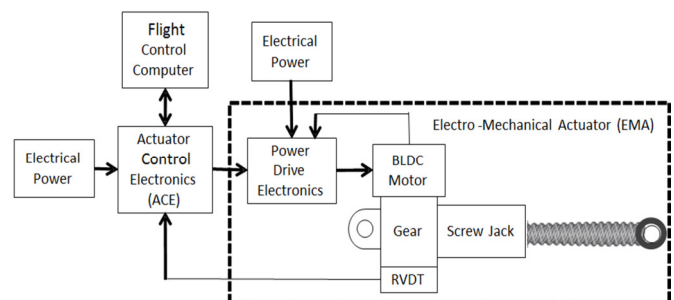 Flight
Control
Computer
Electrical
Power
Electro -Mechanical Actuator (EMA)
Electrical
Power
Actuator
Control
Electronics
(ACE)
Power
Drive
Electronics
BLDC
Motor
Gear
Screw Jack
RVDT